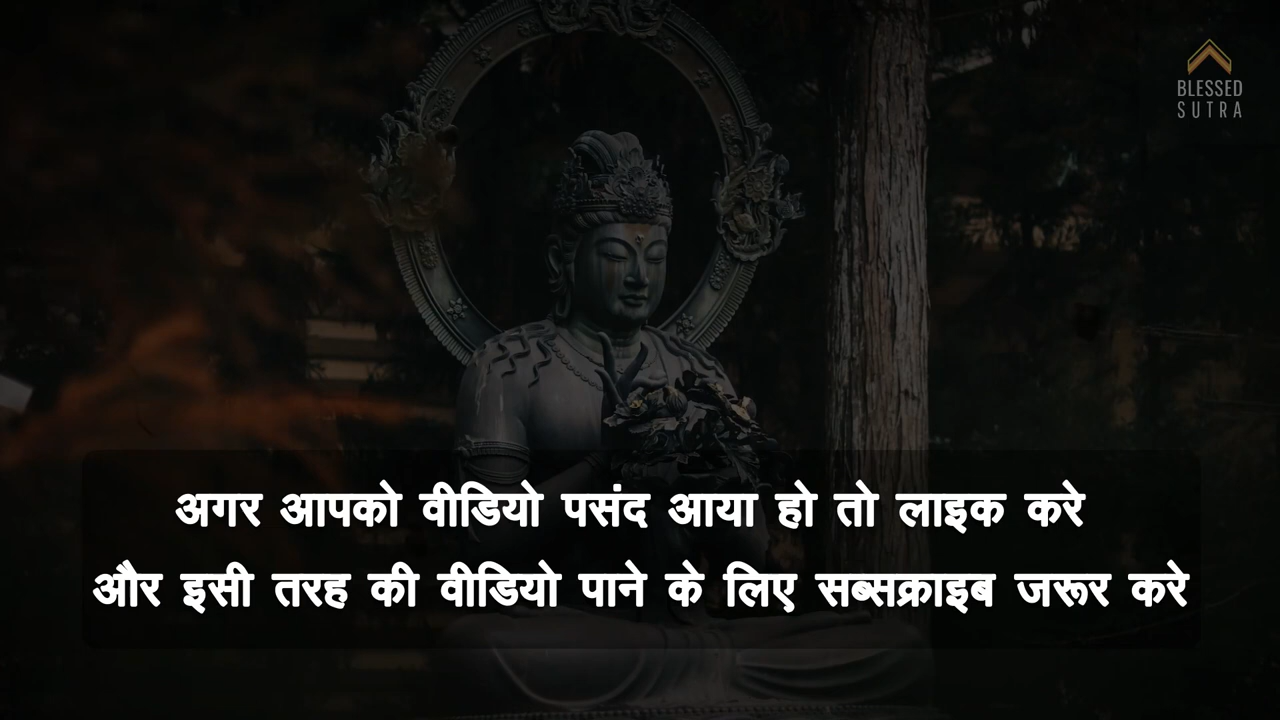 BLESSED
SUTRA
अगर आपको वीडियो पसंद आया हो तो लाइक करे
और इसी तरह की वीडियो पाने के लिए सब्सक्राइब जरूर करे